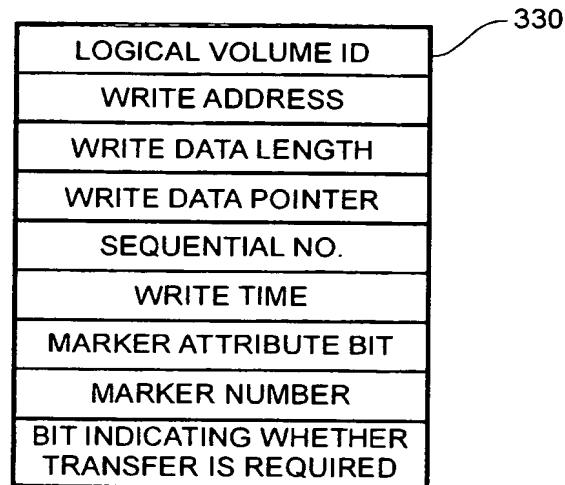 330
LOGICAL VOLUME ID
WRITE ADDRESS
WRITE DATA LENGTH
WRITE DATA POINTER
SEQUENTIAL NO.
WRITE TIME
MARKER ATTRIBUTE BIT
MARKER NUMBER
BIT INDICATING WHETHER
TRANSFER IS REQUIRED